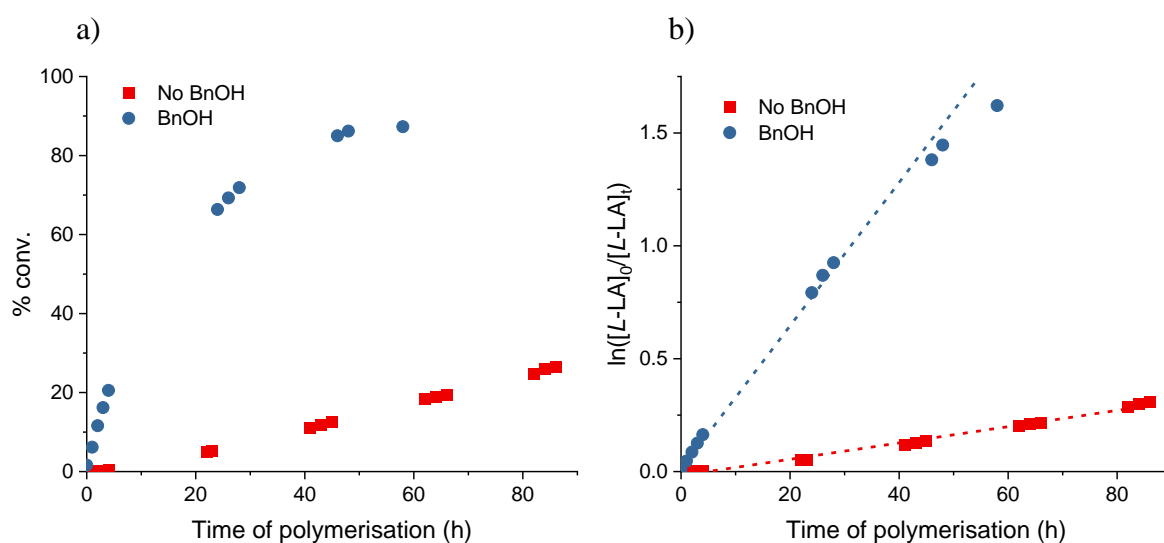 a)
No BnOH
BnOH
100
80
60
40
20
0
% conv.
0 20 40 60 80
Time of polymerisation (h)
b)
No BnOH
BnOH
1.5
1.0
0.5
0.0
ln([L-LA]0/[L-LA]t)
0 20 40 60 80
Time of polymerisation (h)